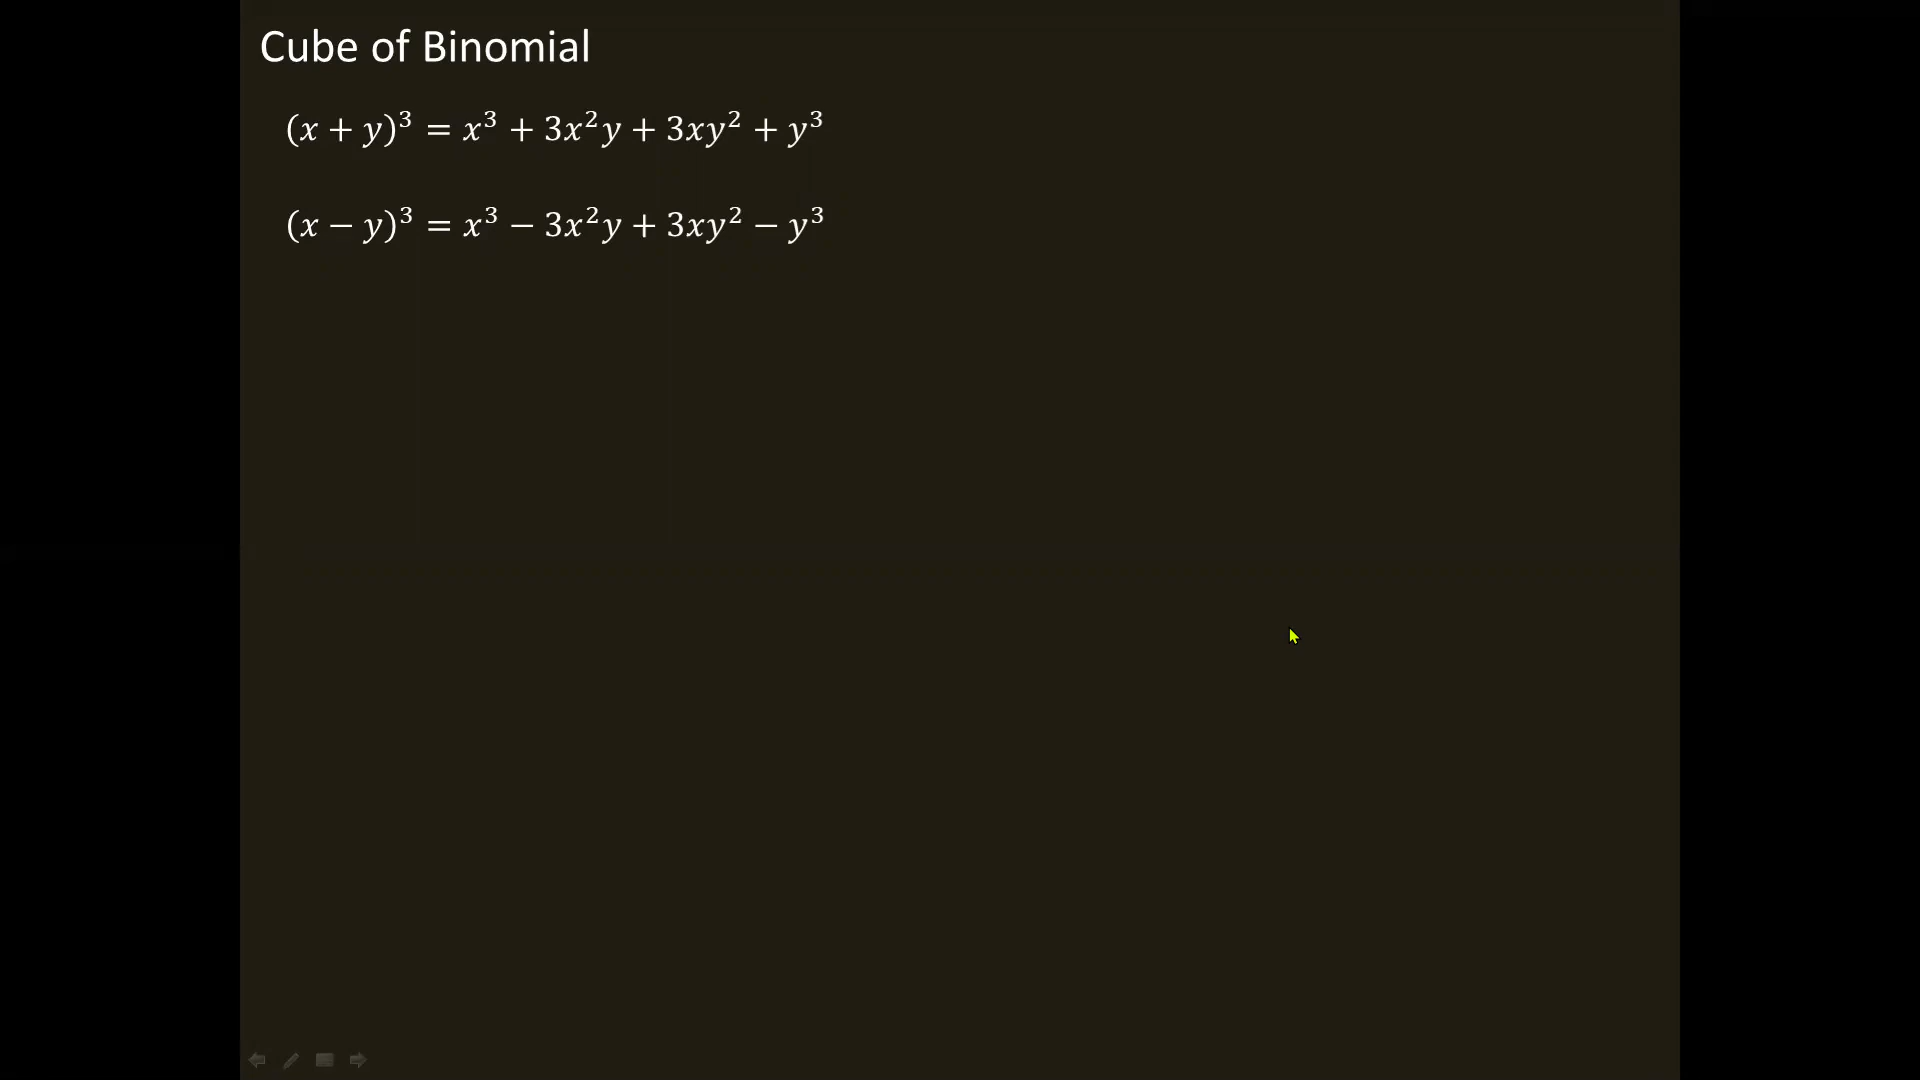 Cube of Binomial
(x + y)³ = x³ + 3x²y + 3xy² + y³
(x − y)³ = x³ − 3x²y + 3xy² − y³